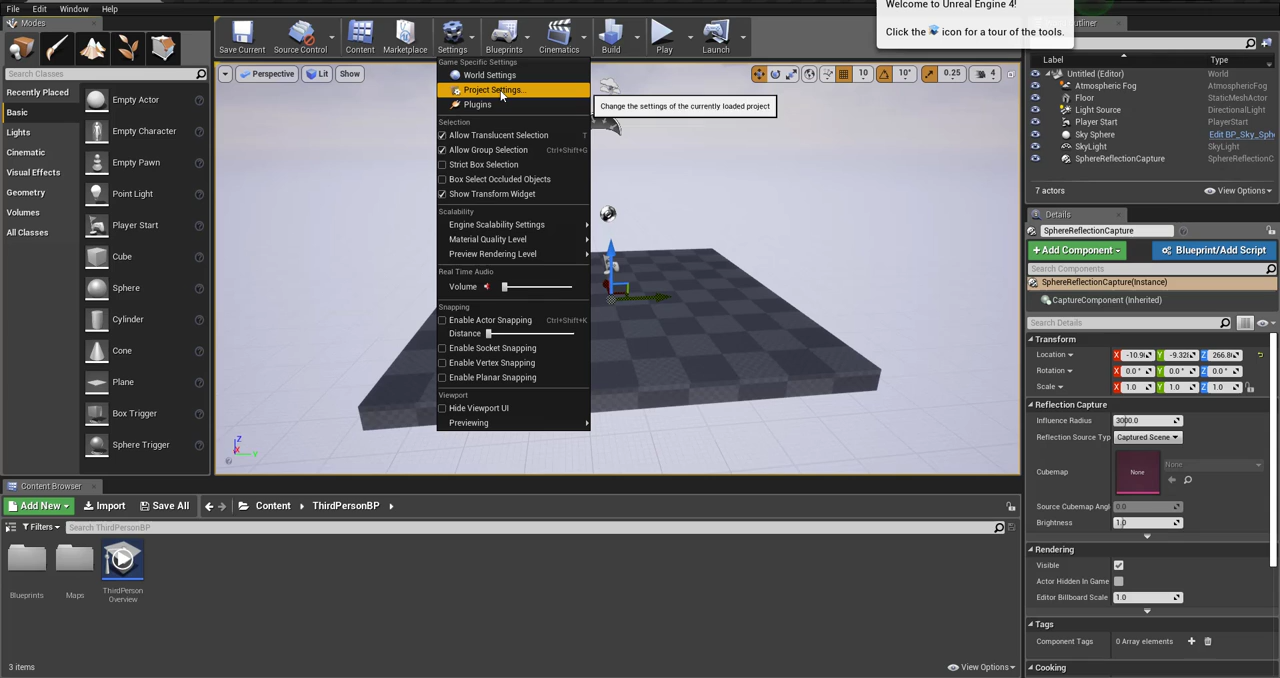 File Edit Window Help
Welcome to Unreal Engine 4!
Click the icon for a tour of the tools.
Modes
Search Classes
Recently Placed
Basic
Lights
Cinematic
Visual Effects
Geometry
Volumes
All Classes
Empty Actor
Empty Character
Empty Pawn
Point Light
Player Start
Cube
Sphere
Cylinder
Cone
Plane
Box Trigger
Sphere Trigger
Save Current
Source Control
Content
Marketplace
Settings
Blueprints
Cinematics
Build
Play
Launch
Perspective
Lit
Show
10
10°
0.25
4
Game Specific Settings
World Settings
Project Settings...
Plugins
Selection
Allow Translucent Selection T
Allow Group Selection Ctrl+Shift+G
Strict Box Selection
Box Select Occluded Objects
Show Transform Widget
Scalability
Engine Scalability Settings
Material Quality Level
Preview Rendering Level
Real Time Audio
Volume
Snapping
Enable Actor Snapping Ctrl+Shift+K
Distance
Enable Socket Snapping
Enable Vertex Snapping
Enable Planar Snapping
Viewport
Hide Viewport UI
Previewing
Change the settings of the currently loaded project
Z
X
Y
Outliner
Label Type
Untitled (Editor) World
Atmospheric Fog AtmosphericFog
Floor StaticMeshActor
Light Source DirectionalLight
Player Start PlayerStart
Sky Sphere Edit BP_Sky_Sph
SkyLight SkyLight
SphereReflectionCapture SphereReflectionC
7 actors
View Options
Details
SphereReflectionCapture
+ Add Component
Blueprint/Add Script
Search Components
SphereReflectionCapture(Instance)
CaptureComponent (Inherited)
Search Details
Transform
Location X -10.9 Y -9.328 Z 266.8
Rotation X 0.0 ° Y 0.0 ° Z 0.0 °
Scale X 1.0 Y 1.0 Z 1.0
Reflection Capture
Influence Radius 3000.0
Reflection Source Typ Captured Scene
Cubemap None None
Source Cubemap Angl 0.0
Brightness 1.0
Rendering
Visible
Actor Hidden In Game
Editor Billboard Scale 1.0
Tags
Component Tags 0 Array elements
Cooking
Content Browser
Add New
Import
Save All
Content
ThirdPersonBP
Filters
Search ThirdPersonBP
Blueprints
Maps
ThirdPerson
Overview
3 items
View Options